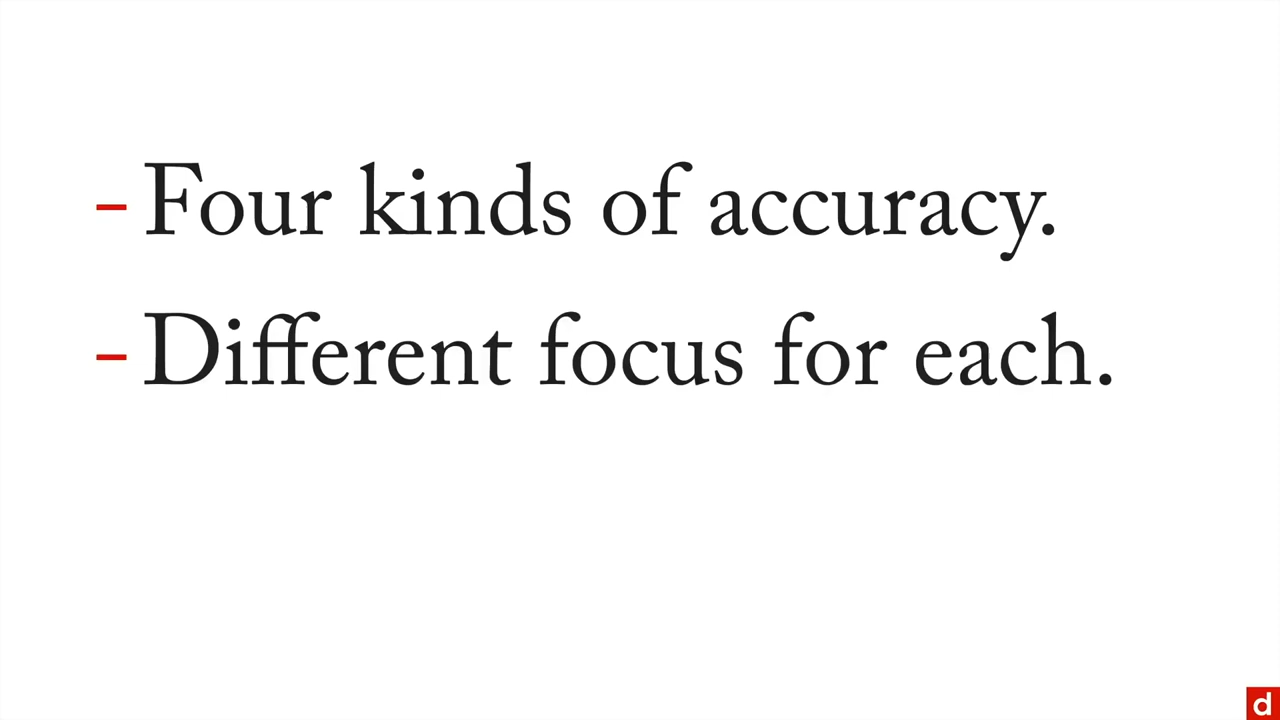 - Four kinds of accuracy.
- Different focus for each.
d